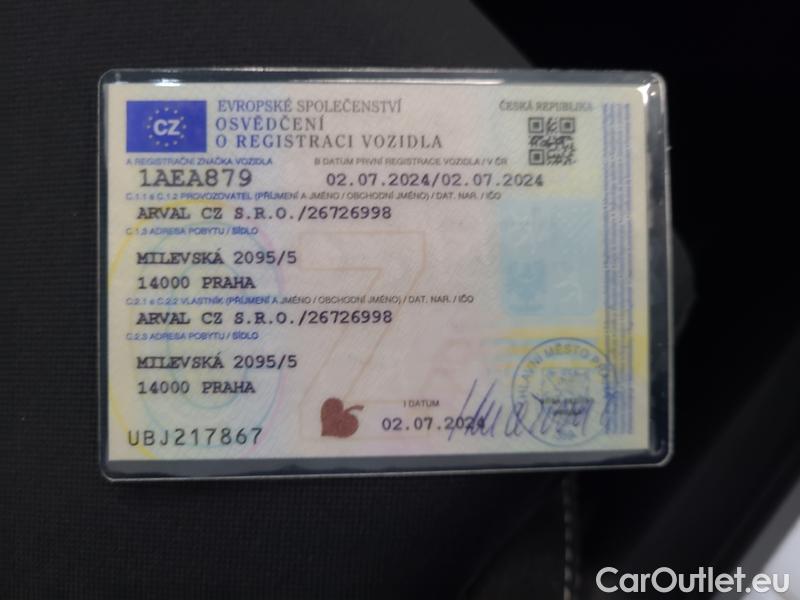 EVROPSKÉ SPOLEČENSTVÍ
ČESKÁ REPUBLIKA
CZ
OSVĚDČENÍ
O REGISTRACI VOZIDLA
A REGISTRAČNÍ ZNAČKA VOZIDLA
B DATUM PRVNÍ REGISTRACE VOZIDLA / V ČR
1AEA879
02.07.2024/02.07.2024
C.1.1 a C.1.2 PROVOZOVATEL (PŘÍJMENÍ A JMÉNO / OBCHODNÍ JMÉNO) / DAT. NAR. / IČO
ARVAL CZ S.R.O./26726998
C.1.3 ADRESA POBYTU / SÍDLO
MILEVSKÁ 2095/5
14000 PRAHA
C.2.1 a C.2.2 VLASTNÍK (PŘÍJMENÍ A JMÉNO / OBCHODNÍ JMÉNO) / DAT. NAR. / IČO
ARVAL CZ S.R.O./26726998
C.2.3 ADRESA POBYTU / SÍDLO
MILEVSKÁ 2095/5
14000 PRAHA
HLAVNÍ MĚSTO
I DATUM
02.07.2024
UBJ217867
CarOutlet.eu